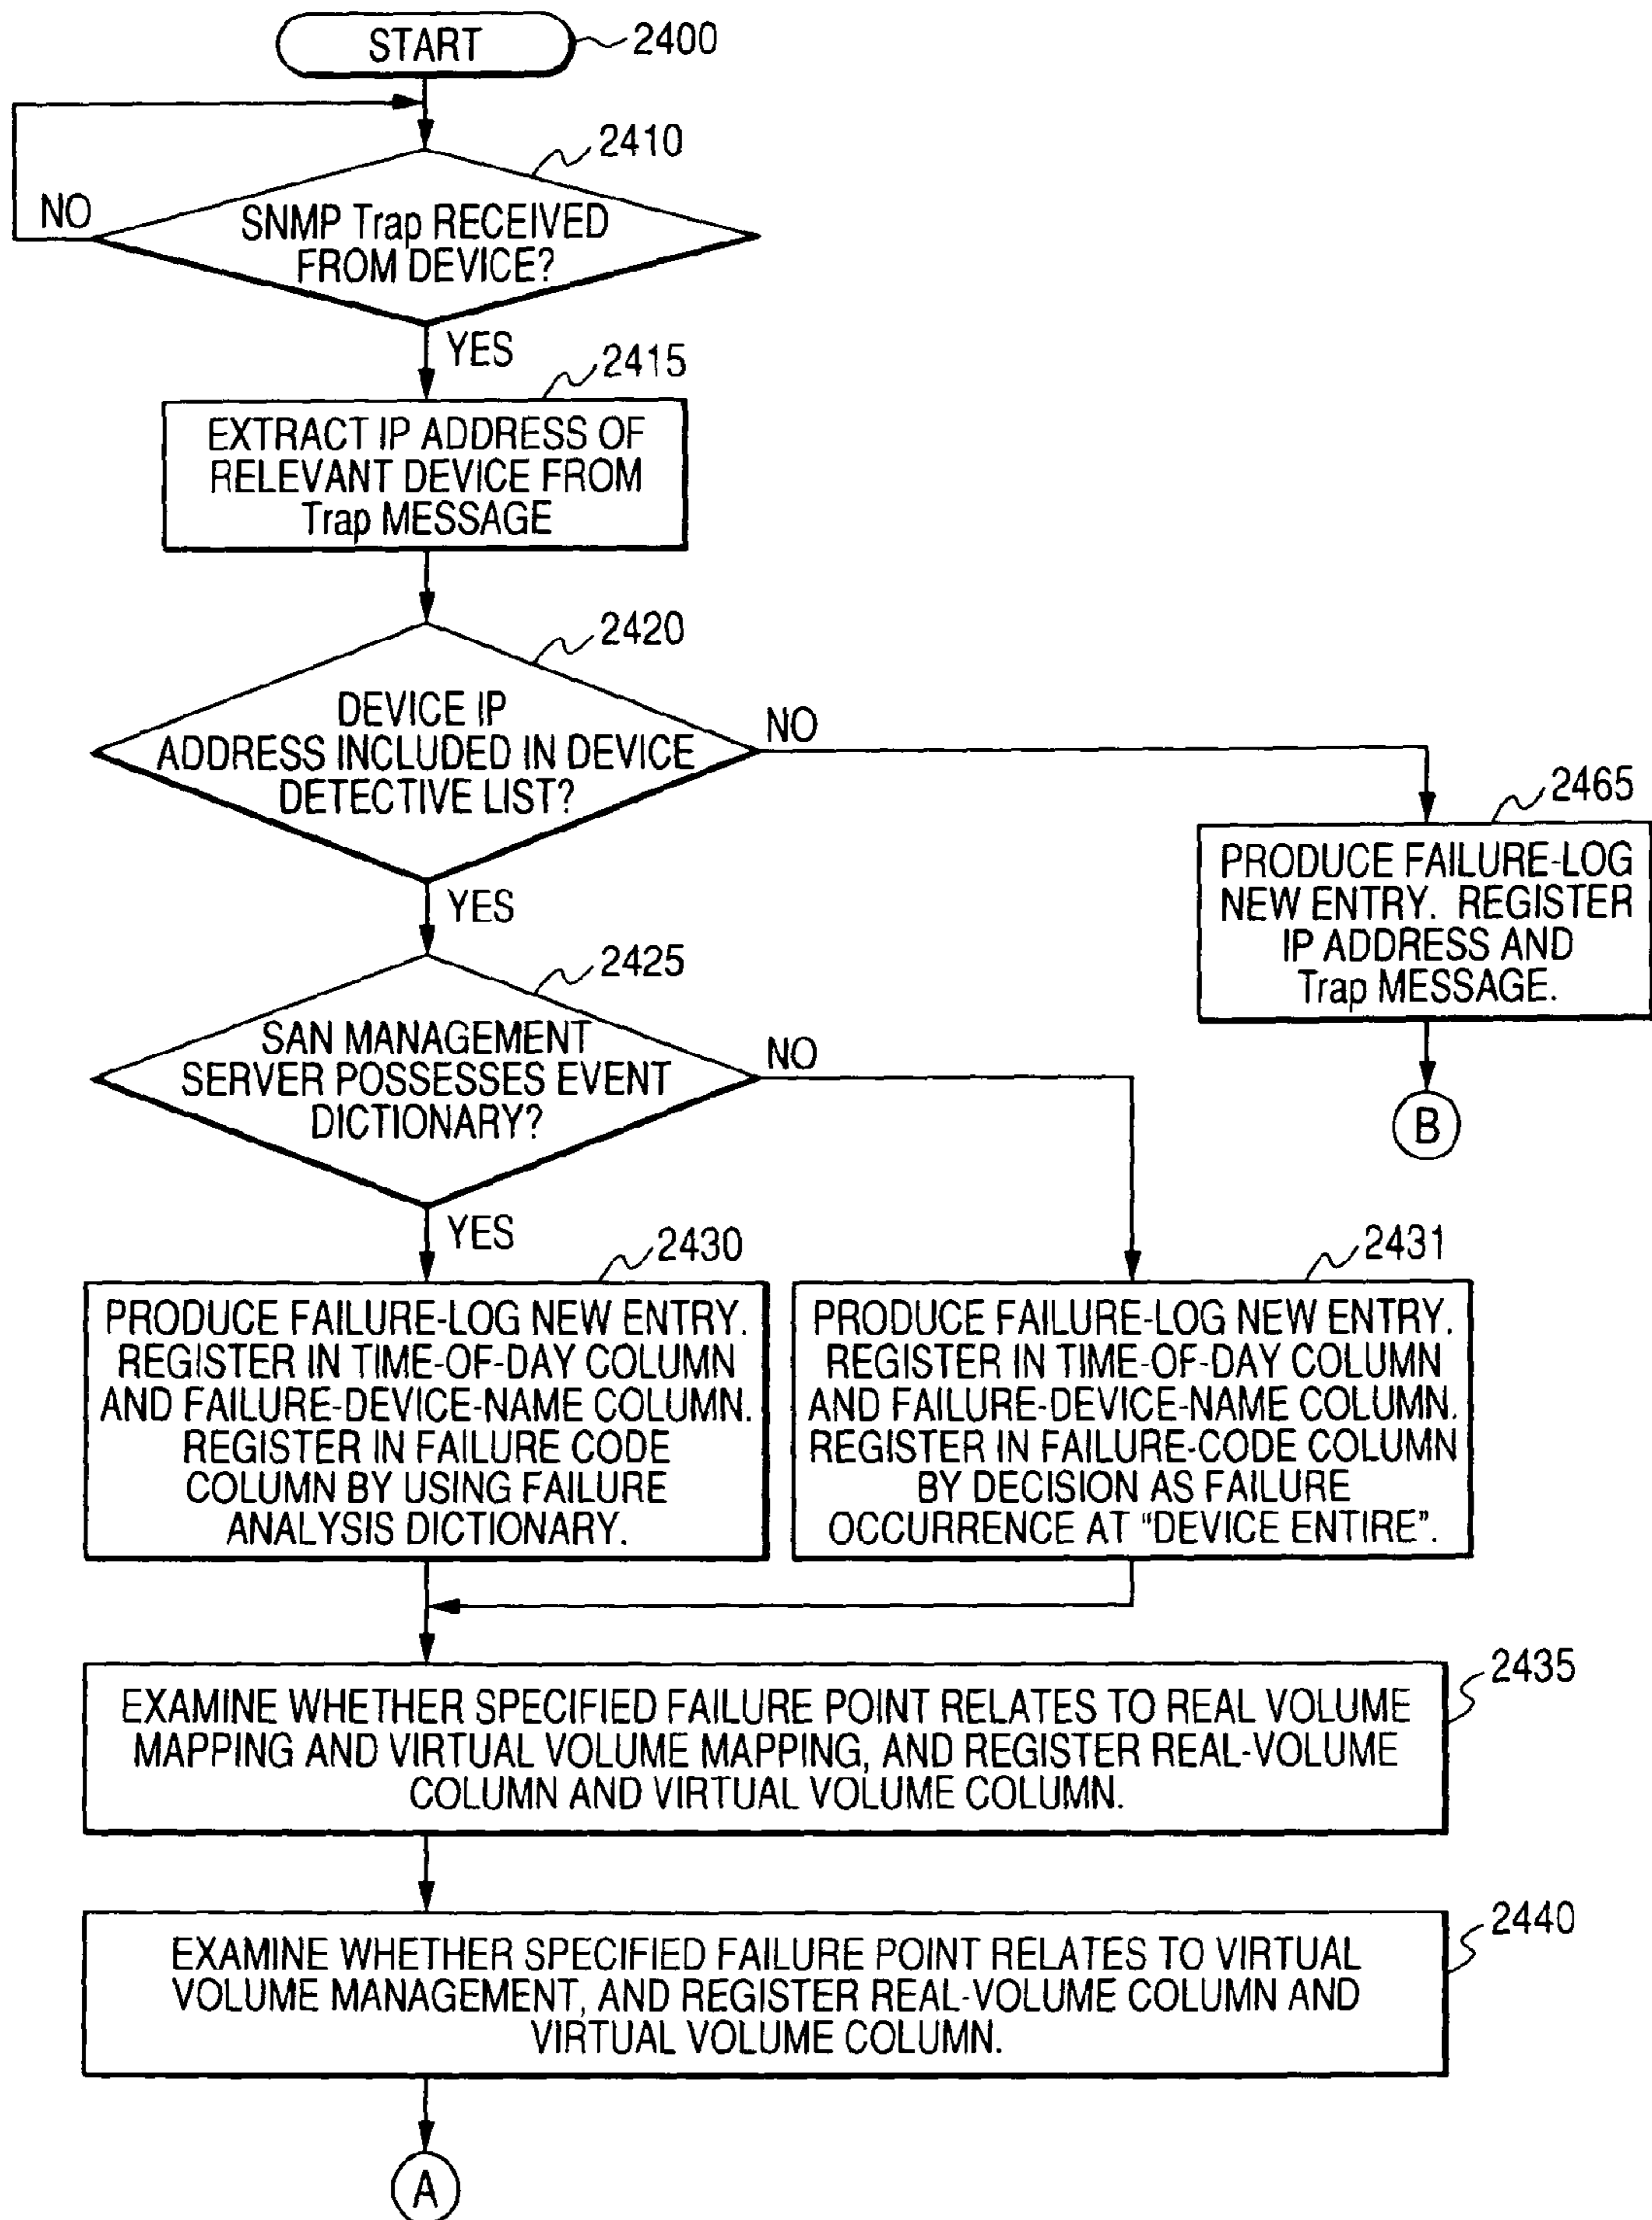 START
2400
2410
NO
SNMP Trap RECEIVED
FROM DEVICE?
YES
2415
EXTRACT IP ADDRESS OF
RELEVANT DEVICE FROM
Trap MESSAGE
2420
DEVICE IP
ADDRESS INCLUDED IN DEVICE
DETECTIVE LIST?
NO
YES
2465
PRODUCE FAILURE-LOG
NEW ENTRY. REGISTER
IP ADDRESS AND
Trap MESSAGE.
B
2425
SAN MANAGEMENT
SERVER POSSESSES EVENT
DICTIONARY?
NO
YES
2430
PRODUCE FAILURE-LOG NEW ENTRY.
REGISTER IN TIME-OF-DAY COLUMN
AND FAILURE-DEVICE-NAME COLUMN.
REGISTER IN FAILURE CODE
COLUMN BY USING FAILURE
ANALYSIS DICTIONARY.
2431
PRODUCE FAILURE-LOG NEW ENTRY.
REGISTER IN TIME-OF-DAY COLUMN
AND FAILURE-DEVICE-NAME COLUMN.
REGISTER IN FAILURE-CODE COLUMN
BY DECISION AS FAILURE
OCCURRENCE AT “DEVICE ENTIRE”.
2435
EXAMINE WHETHER SPECIFIED FAILURE POINT RELATES TO REAL VOLUME
MAPPING AND VIRTUAL VOLUME MAPPING, AND REGISTER REAL-VOLUME
COLUMN AND VIRTUAL VOLUME COLUMN.
2440
EXAMINE WHETHER SPECIFIED FAILURE POINT RELATES TO VIRTUAL
VOLUME MANAGEMENT, AND REGISTER REAL-VOLUME COLUMN AND
VIRTUAL VOLUME COLUMN.
A